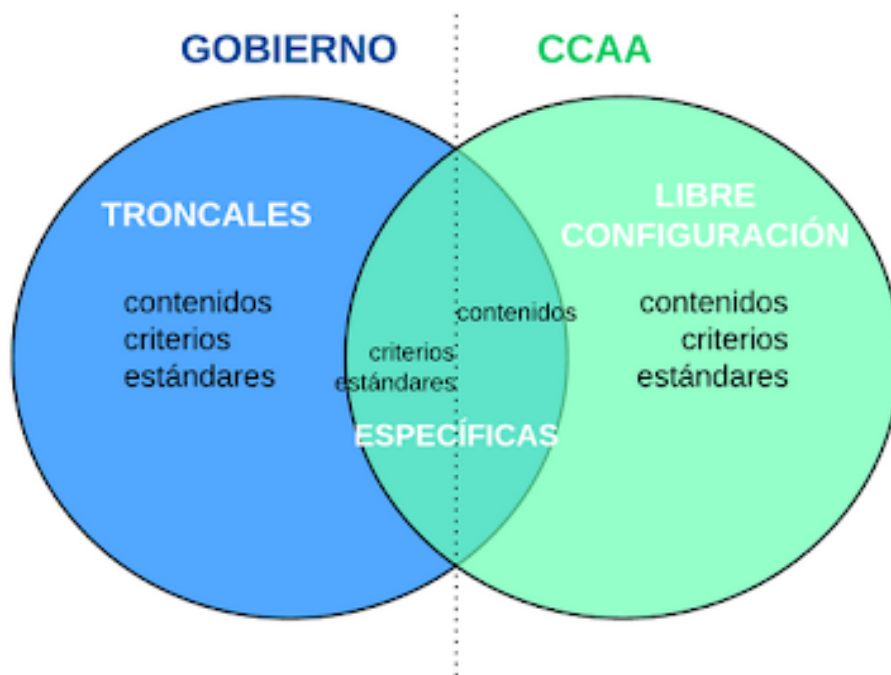 GOBIERNO
CCAA
TRONCALES
contenidos
criterios
estándares
contenidos
criterios
estándares
ESPECÍFICAS
LIBRE
CONFIGURACIÓN
contenidos
criterios
estándares